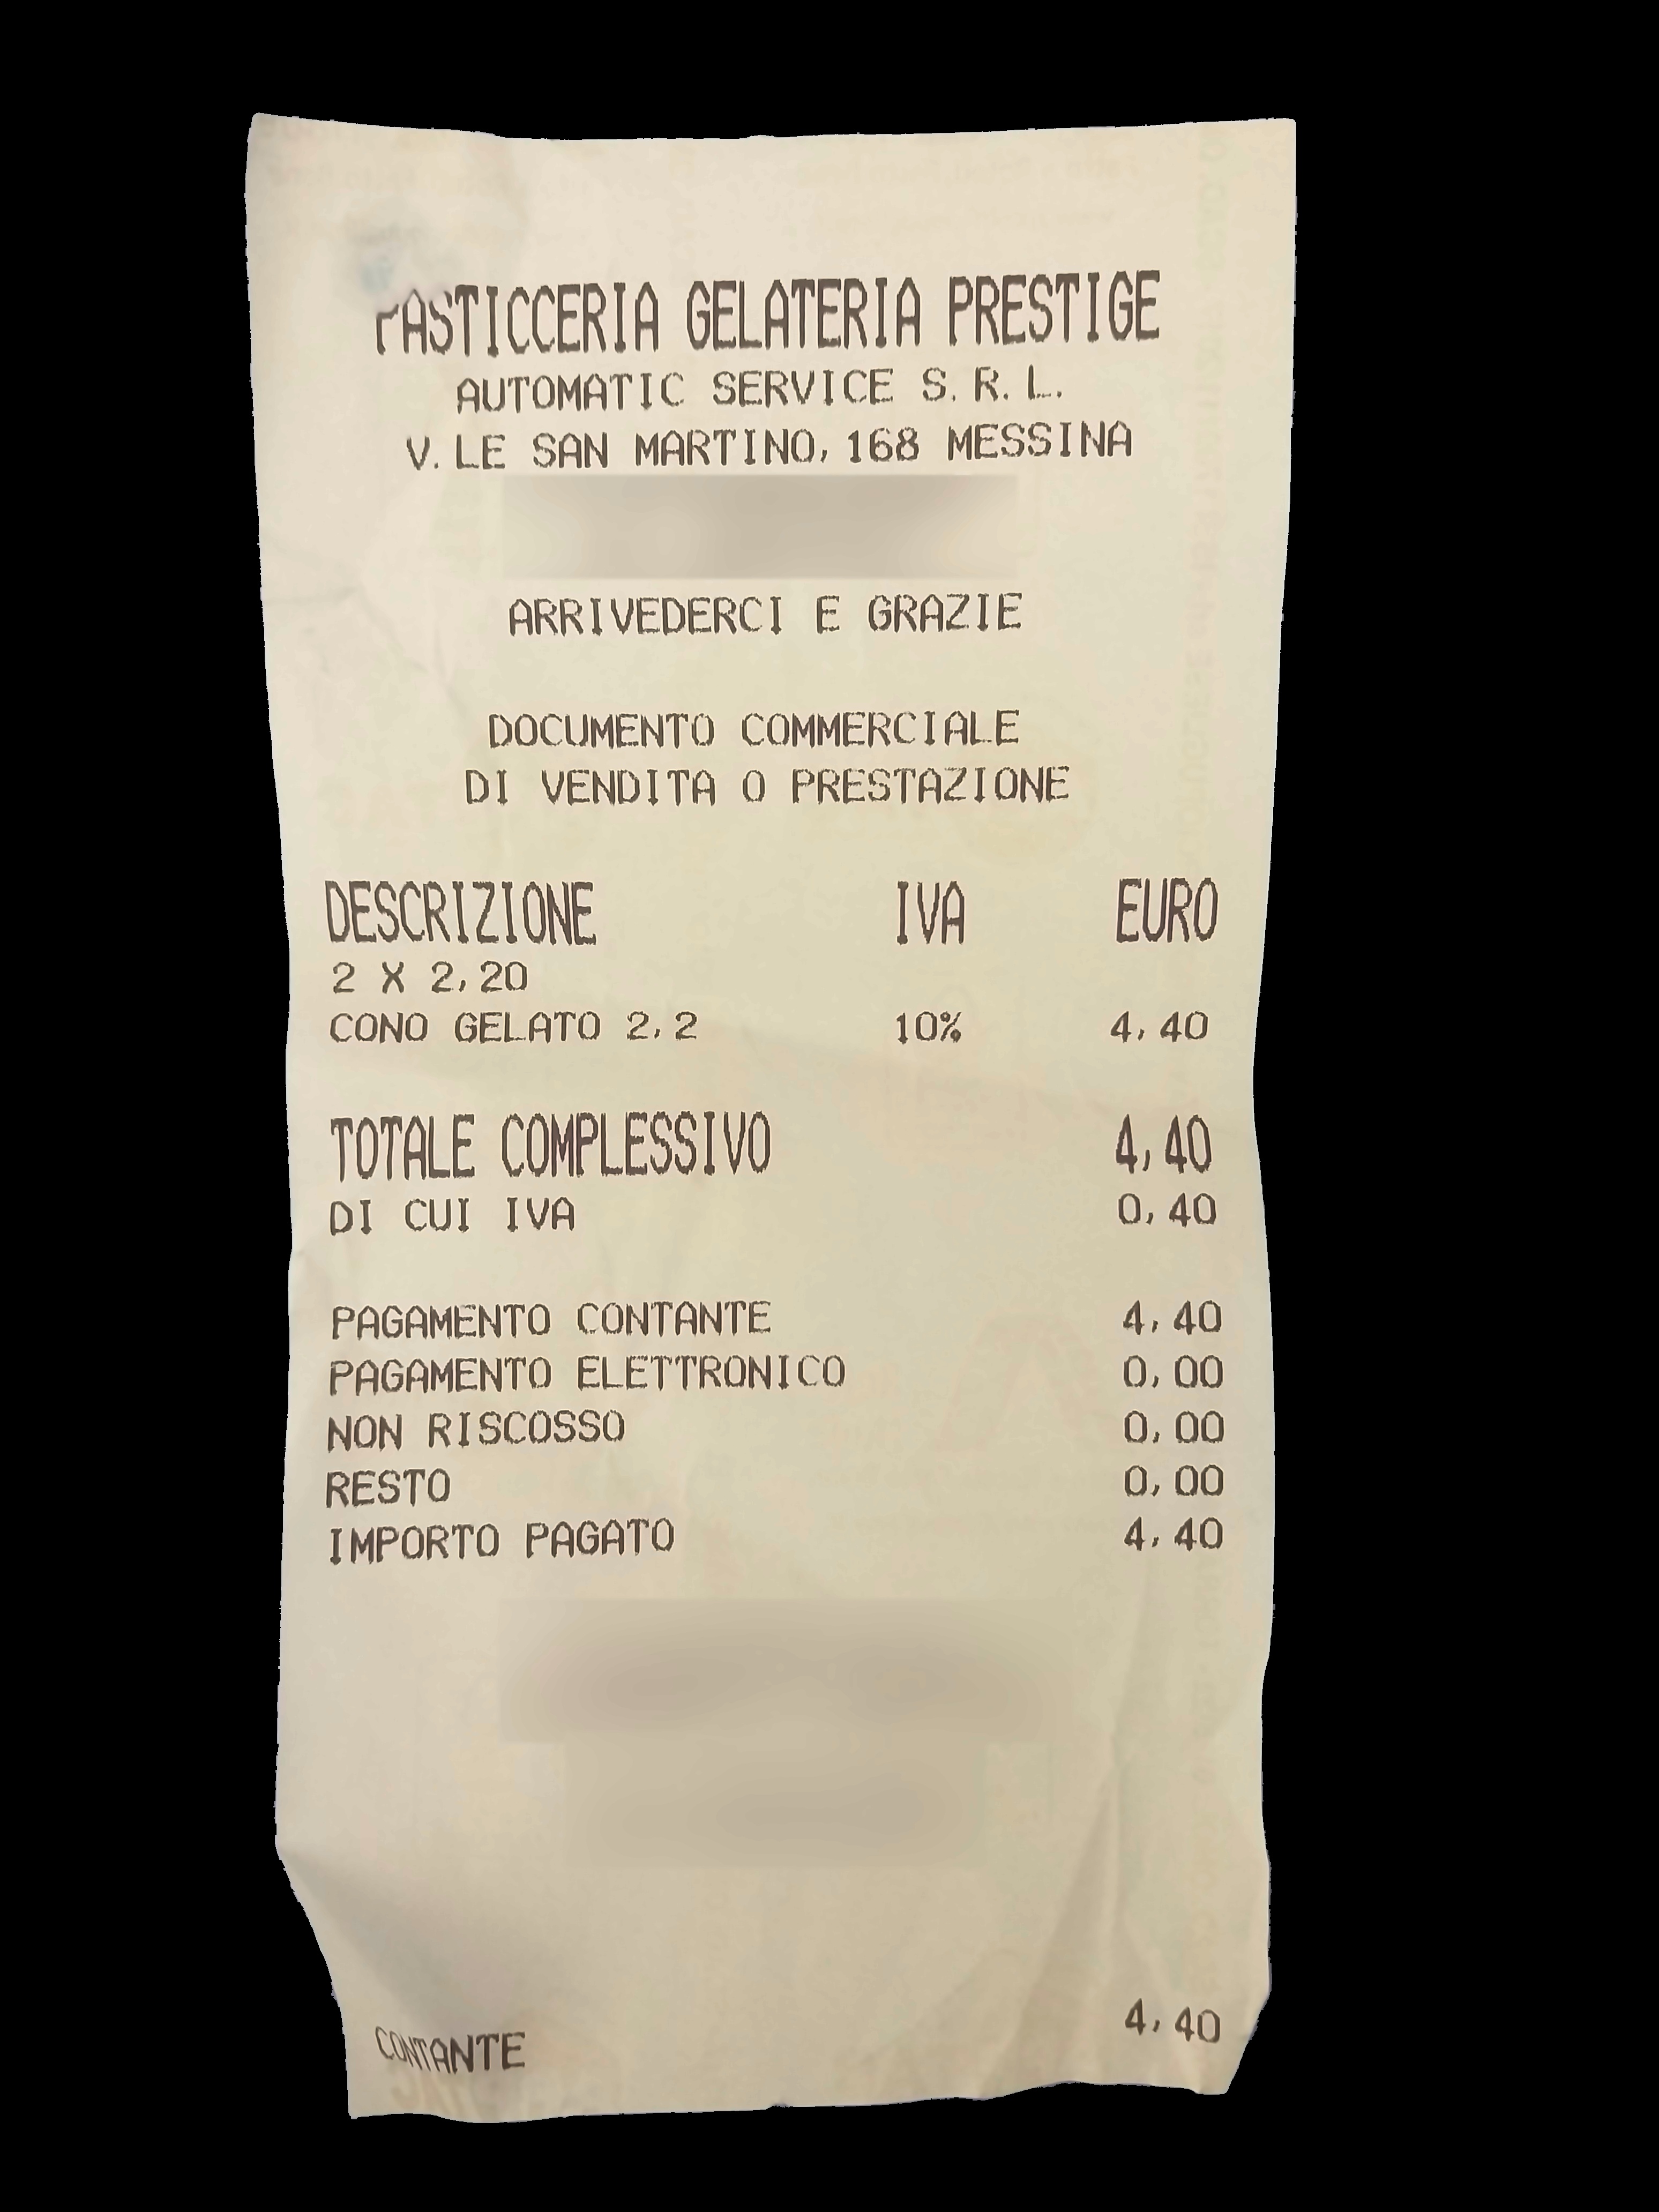 PASTICCERIA GELATERIA PRESTIGE
AUTOMATIC SERVICE S.R.L.
V.LE SAN MARTINO,168 MESSINA
ARRIVEDERCI E GRAZIE
DOCUMENTO COMMERCIALE
DI VENDITA O PRESTAZIONE
DESCRIZIONE IVA EURO
2 X 2,20
CONO GELATO 2,2 10% 4,40
TOTALE COMPLESSIVO 4,40
DI CUI IVA 0,40
PAGAMENTO CONTANTE 4,40
PAGAMENTO ELETTRONICO 0,00
NON RISCOSSO 0,00
RESTO 0,00
IMPORTO PAGATO 4,40
CONTANTE 4,40